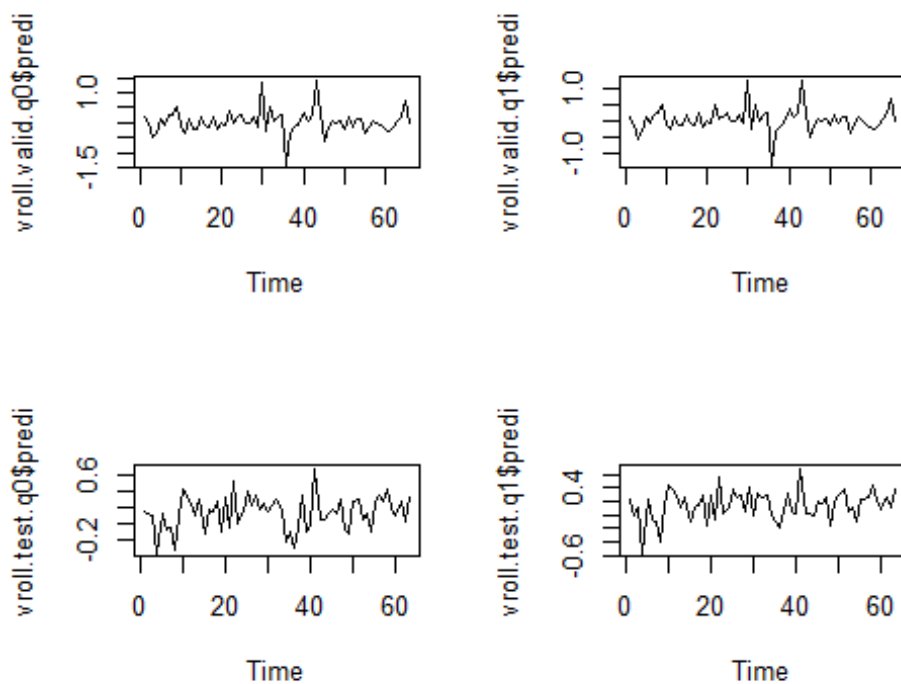 vroll.valid.q0$predi
1.0
-1.5
0 20 40 60
Time
vroll.valid.q1$predi
1.0
-1.0
0 20 40 60
Time
vroll.test.q0$predi
0.6
-0.2
0 20 40 60
Time
vroll.test.q1$predi
0.4
-0.6
0 20 40 60
Time